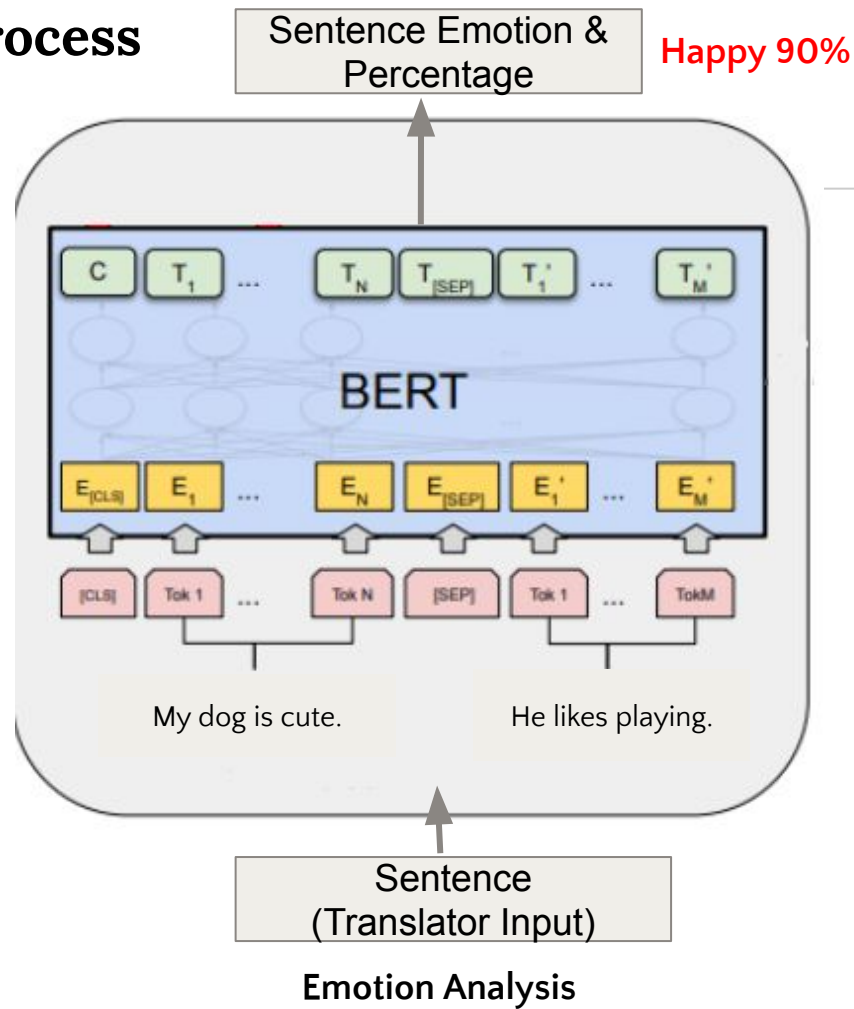 rocess
Sentence Emotion &
Percentage
Happy 90%
C T1 ... TN T[SEP] T1' ... TM'
BERT
E[CLS] E1 ... EN E[SEP] E1' ... EM'
[CLS] Tok 1 ... Tok N [SEP] Tok 1 ... TokM
My dog is cute. He likes playing.
Sentence
(Translator Input)
Emotion Analysis